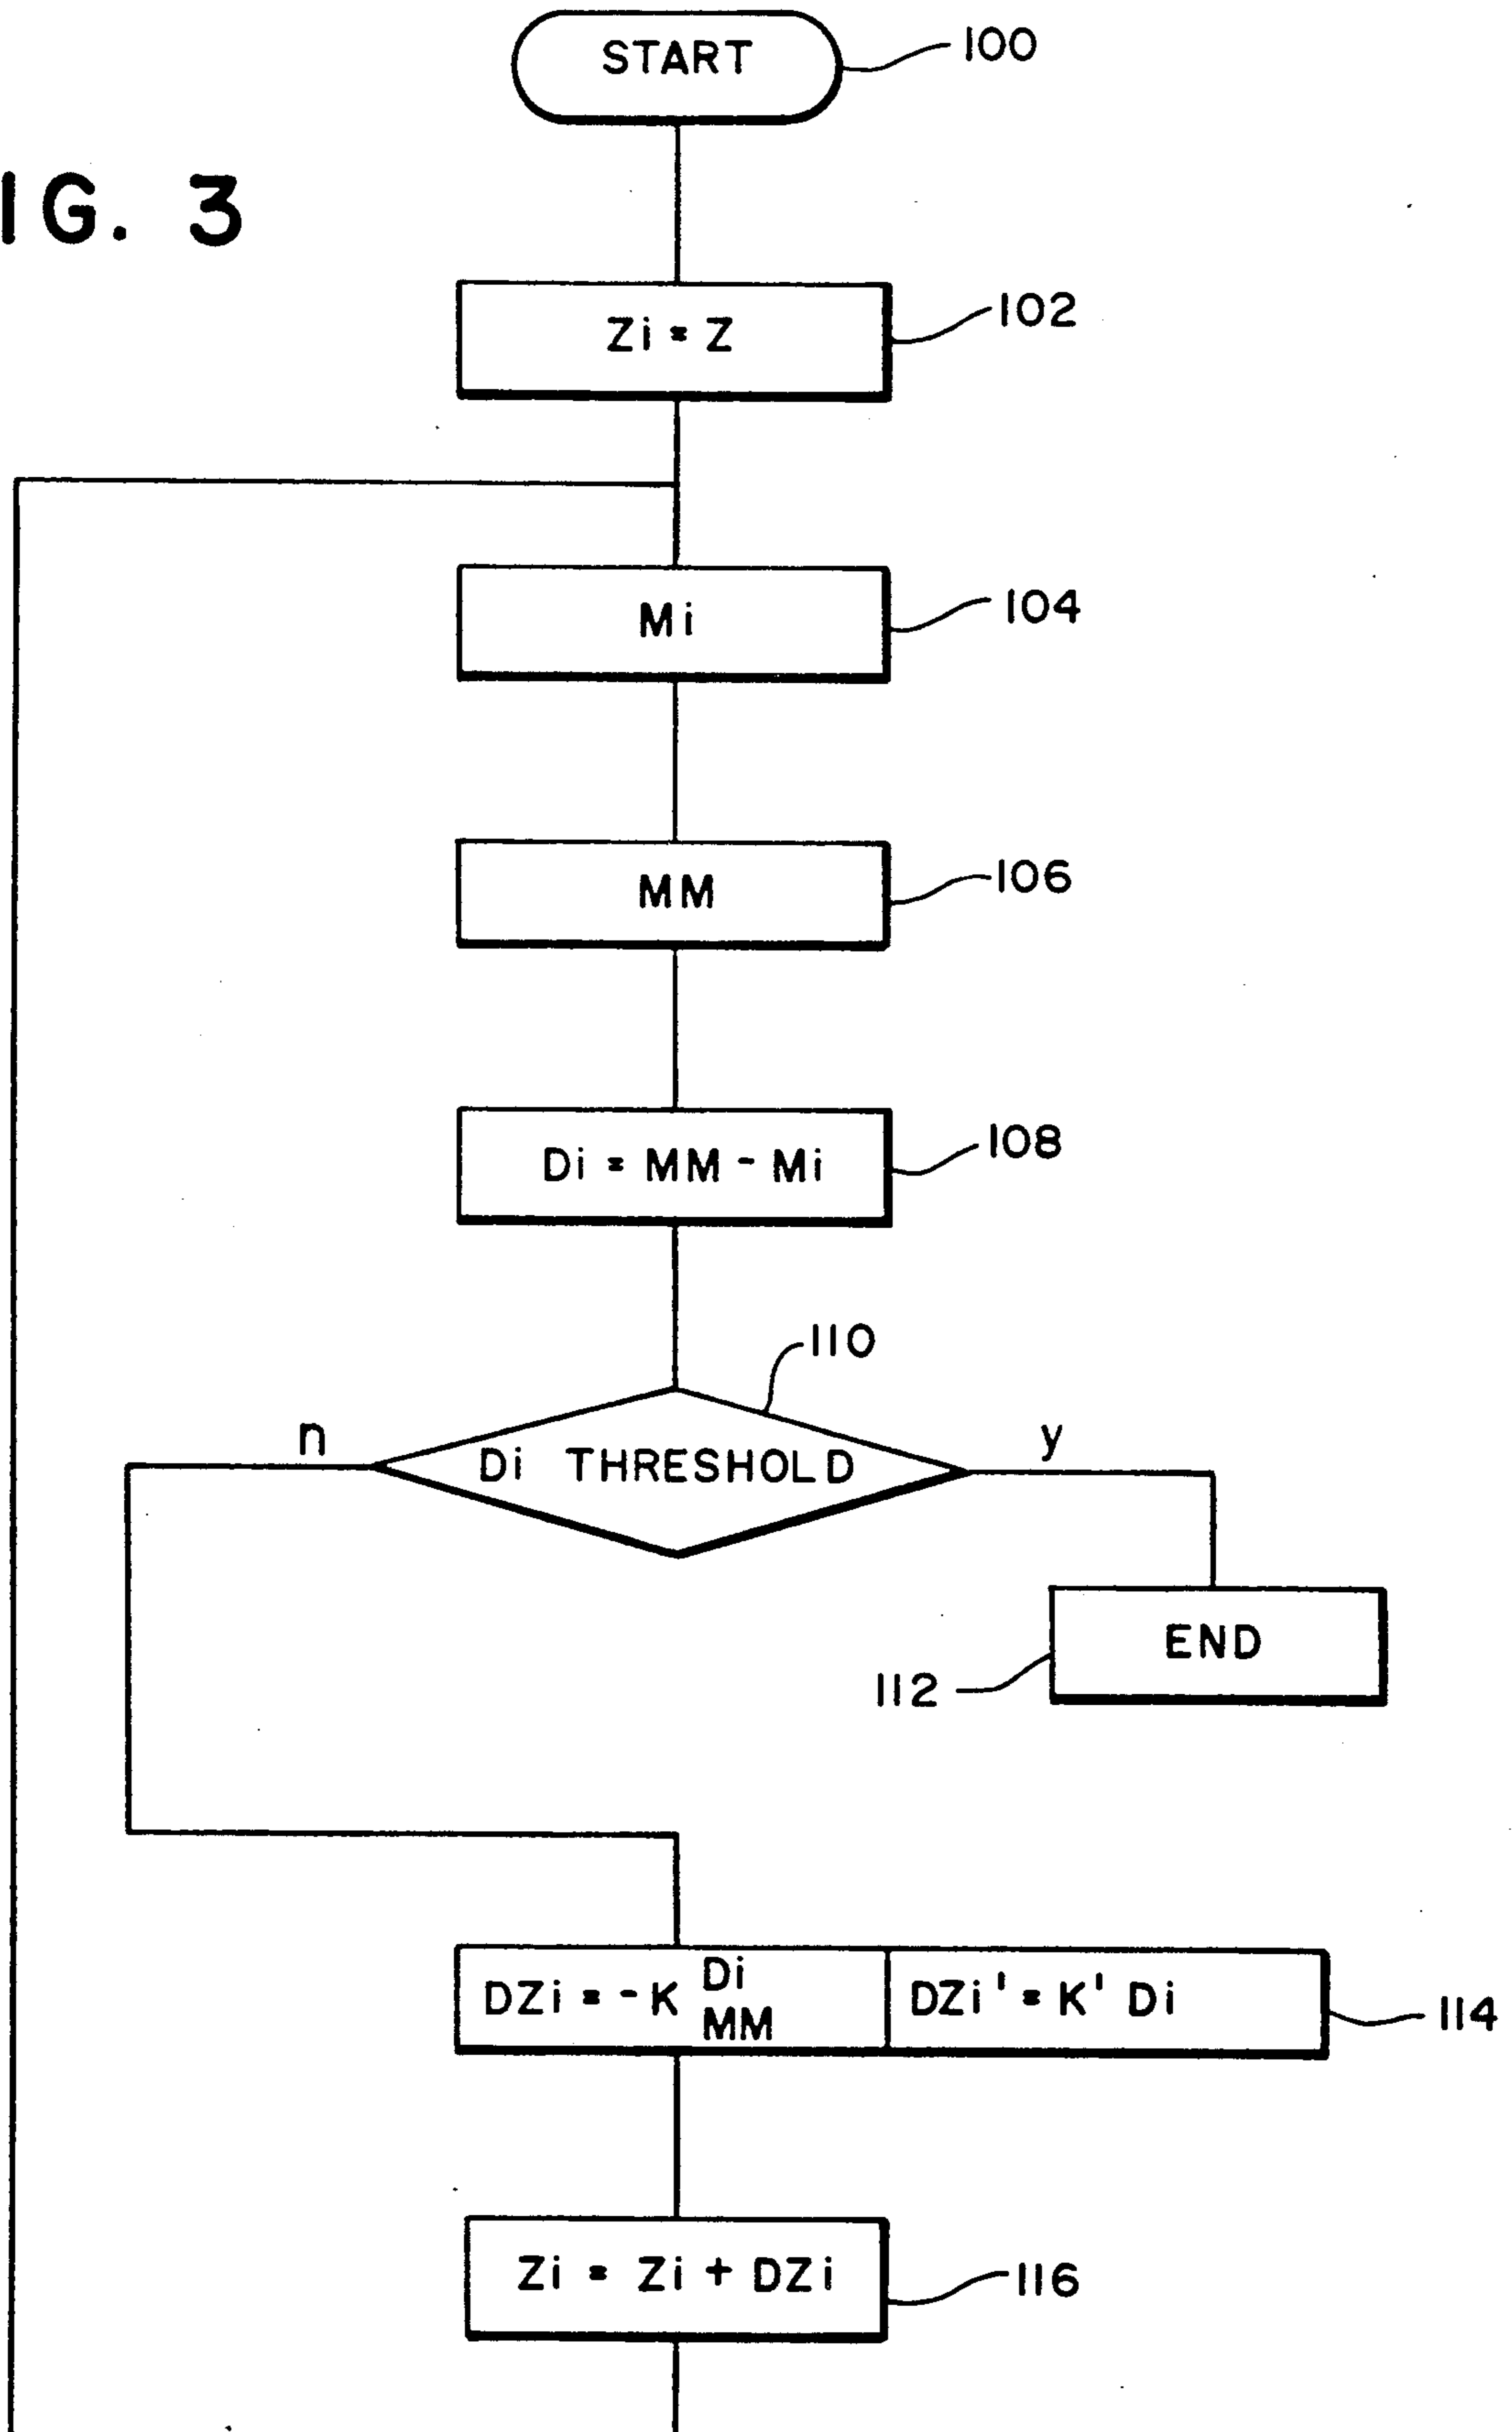 START
100
IG. 3
Zi = Z
102
Mi
104
MM
106
Di = MM - Mi
108
110
n
Di THRESHOLD
y
END
112
DZi = -K Di
MM
DZi' = K' Di
114
Zi = Zi + DZi
116